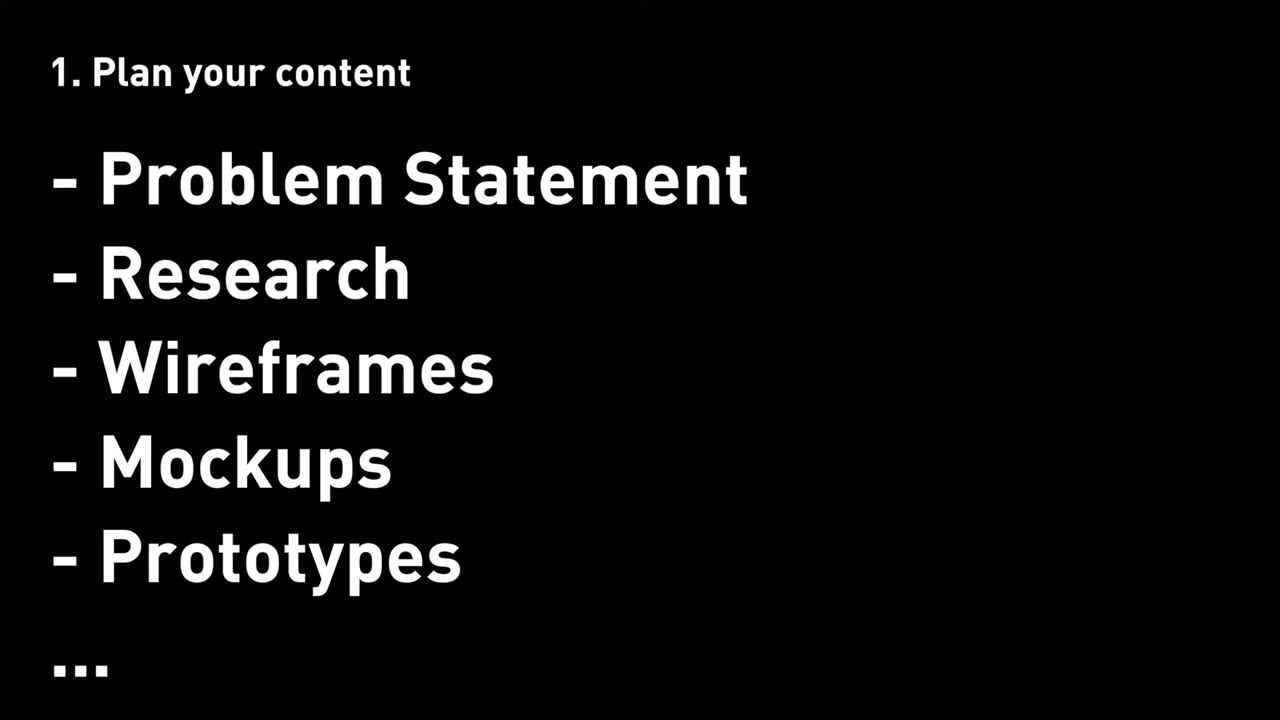 1. Plan your content
- Problem Statement
- Research
- Wireframes
- Mockups
- Prototypes
...